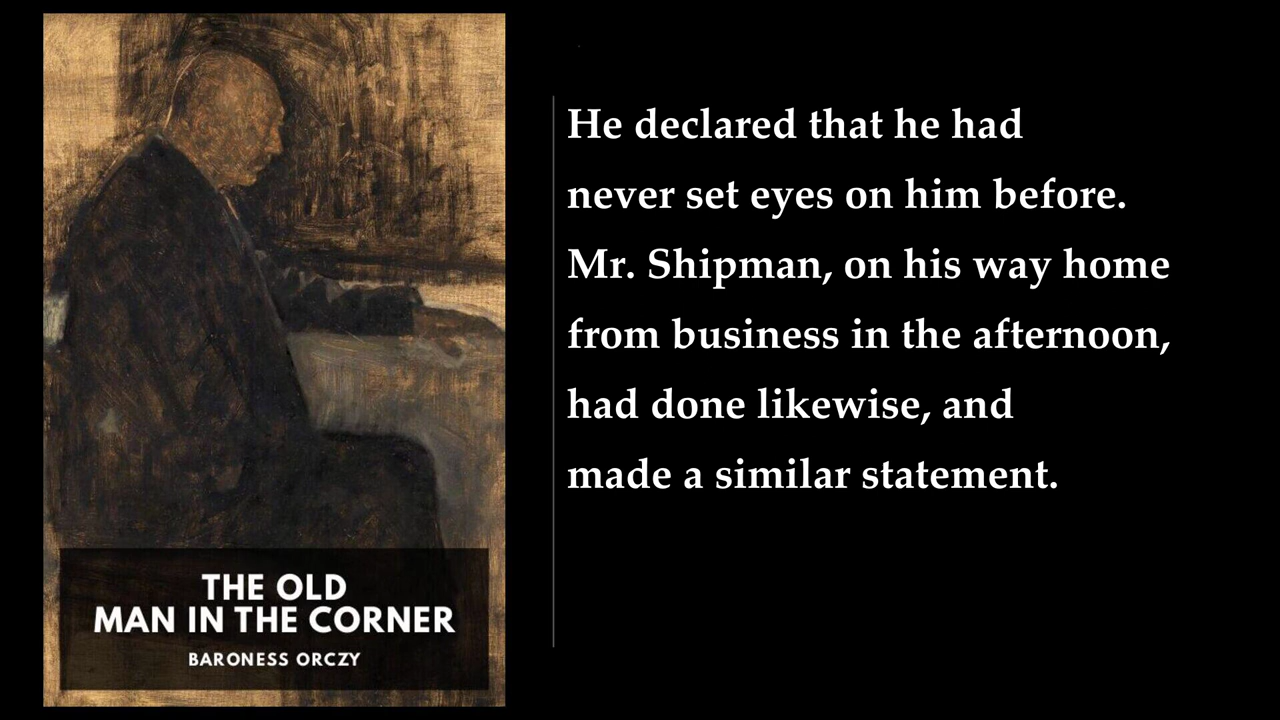 THE OLD
MAN IN THE CORNER
BARONESS ORCZY
He declared that he had
never set eyes on him before.
Mr. Shipman, on his way home
from business in the afternoon,
had done likewise, and
made a similar statement.